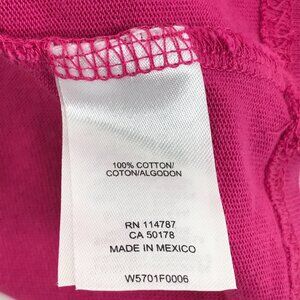 100% COTTON/
COTON/ALGODON
RN 114787
CA 50178
MADE IN MEXICO
W5701F0006